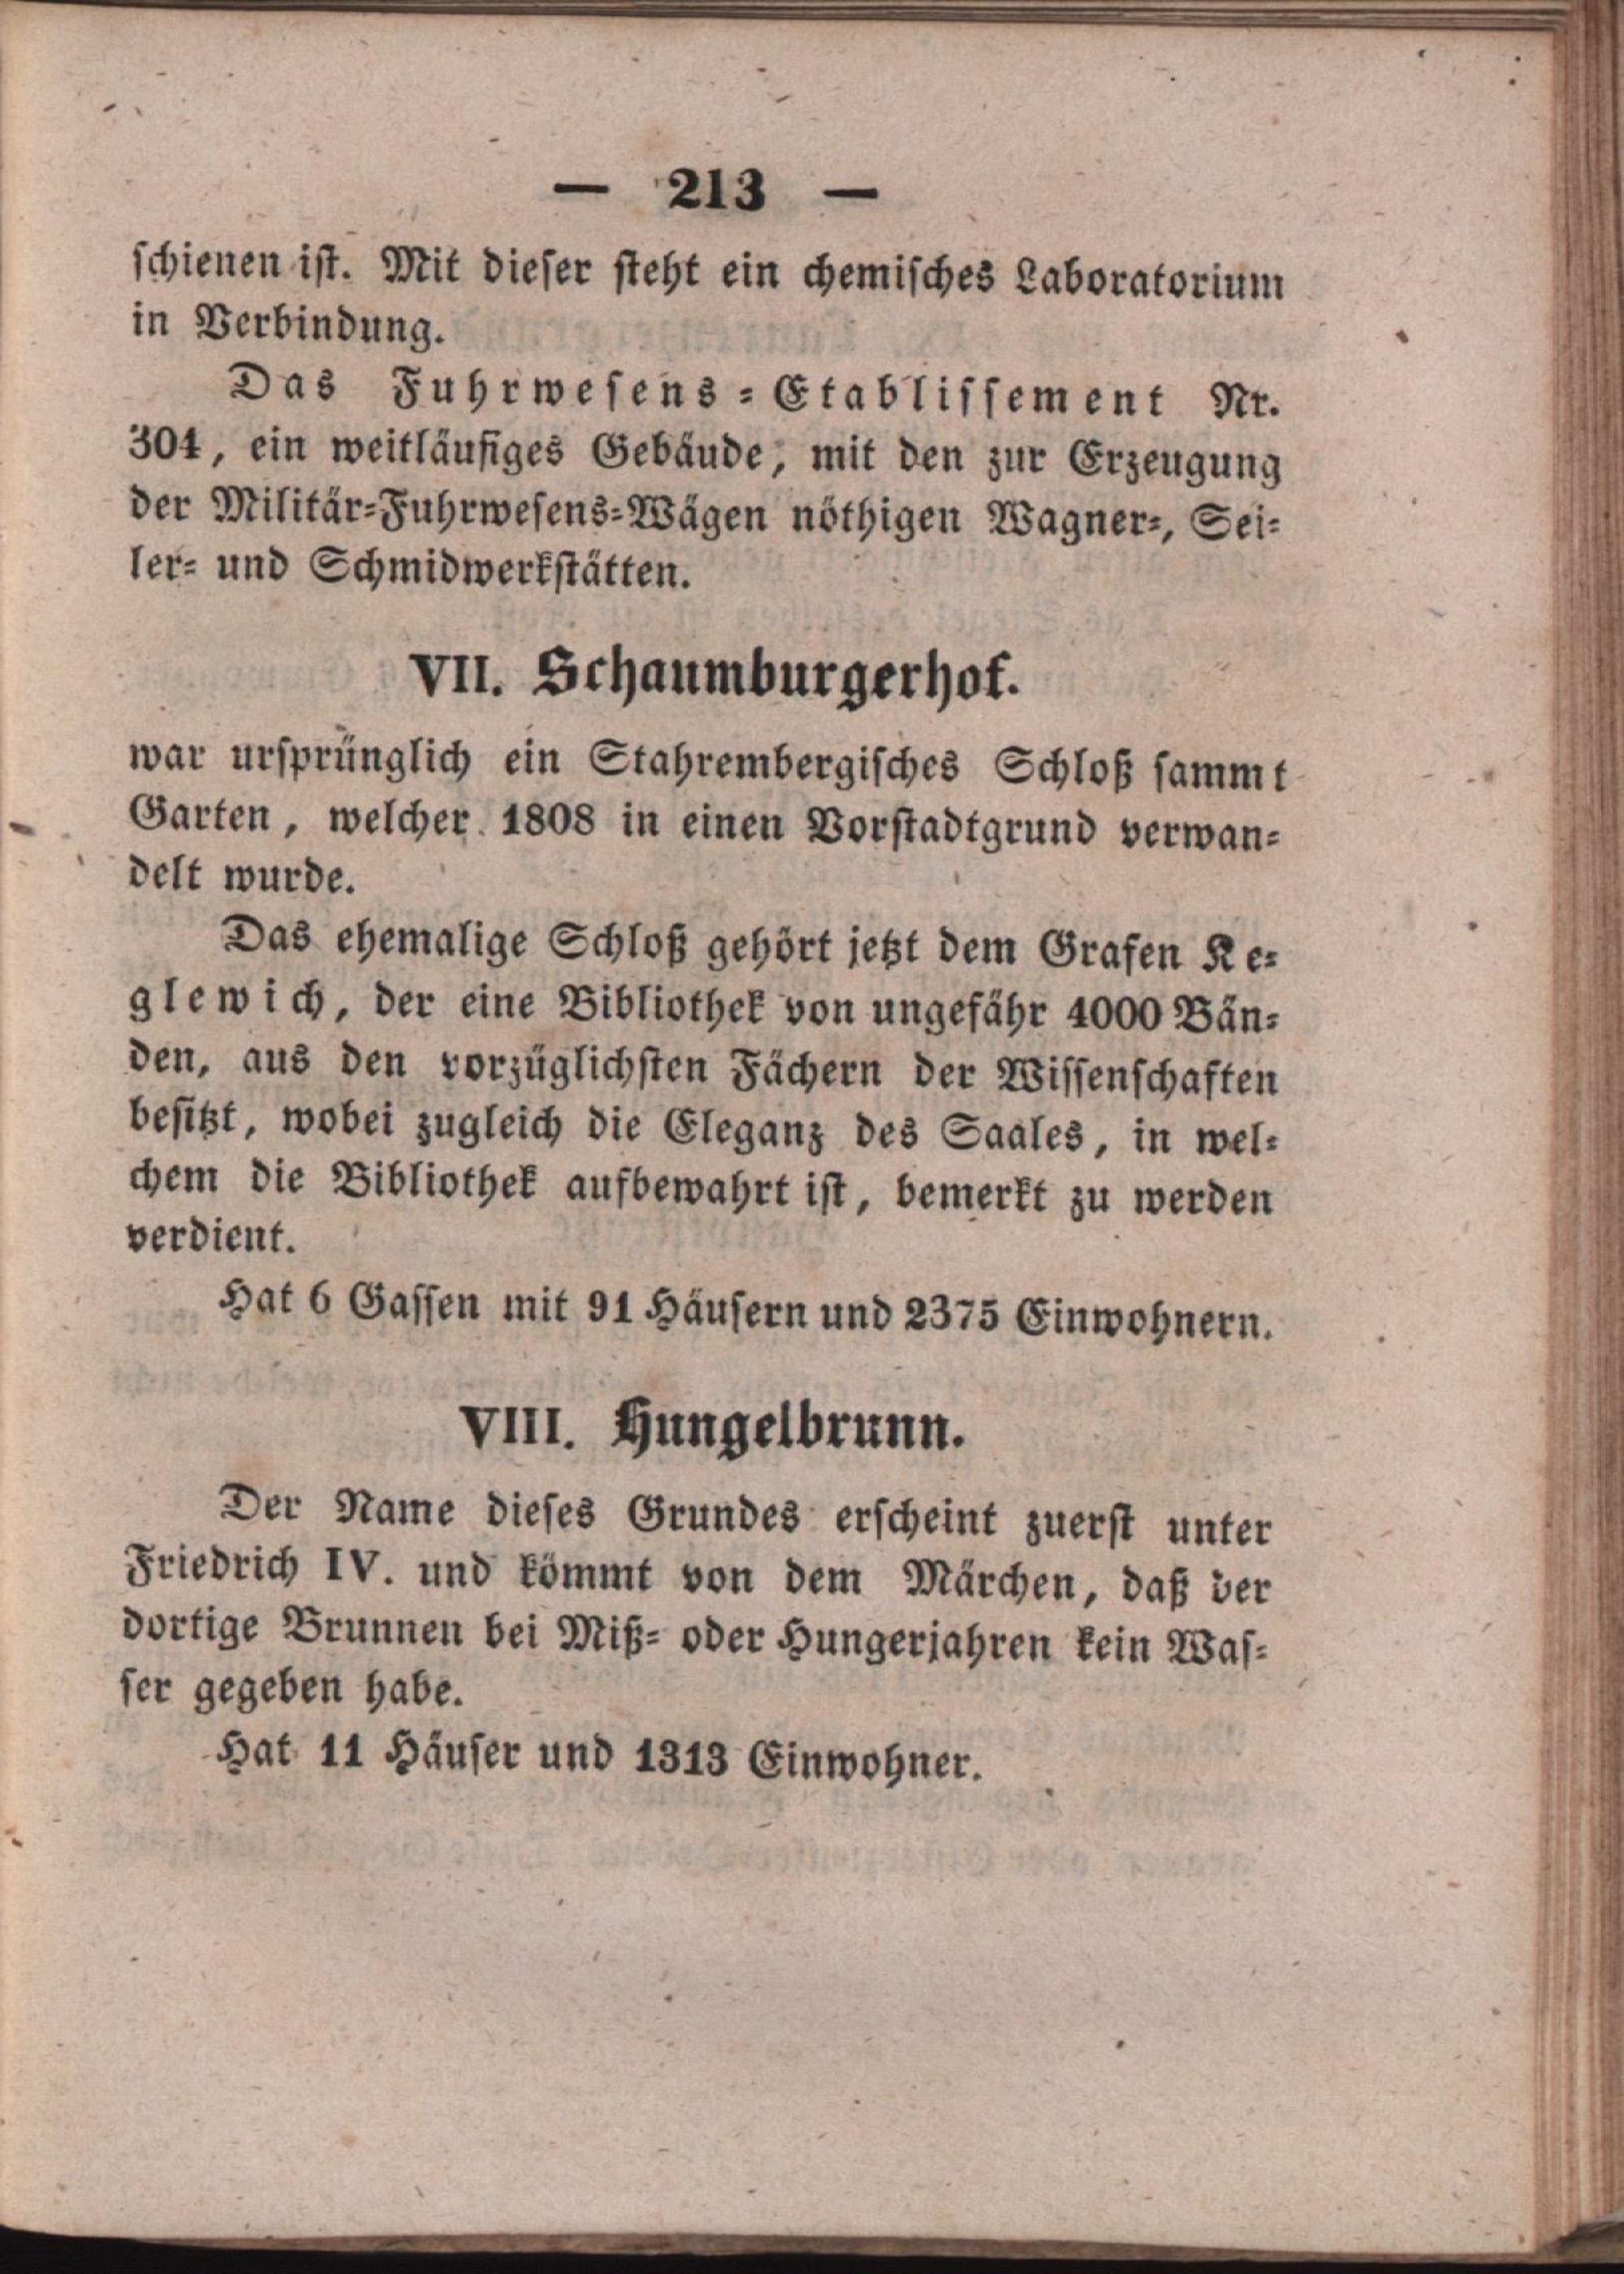 — 213 —
schienen ist. Mit dieser steht ein chemisches Laboratorium
in Verbindung.
Das Fuhrwesens-Etablissement Nr.
304, ein weitläufiges Gebäude, mit den zur Erzeugung
der Militär-Fuhrwesens-Wägen nöthigen Wagner-, Sei-
ler- und Schmidwerkstätten.
VII. Schaumburgerhof.
war ursprünglich ein Stahrembergisches Schloß sammt
Garten, welcher 1808 in einen Vorstadtgrund verwan-
delt wurde.
Das ehemalige Schloß gehört jetzt dem Grafen Ke-
glewich, der eine Bibliothek von ungefähr 4000 Bän-
den, aus den vorzüglichsten Fächern der Wissenschaften
besitzt, wobei zugleich die Eleganz des Saales, in wel-
chem die Bibliothek aufbewahrt ist, bemerkt zu werden
verdient.
Hat 6 Gassen mit 91 Häusern und 2375 Einwohnern.
VIII. Hungelbrunn.
Der Name dieses Grundes erscheint zuerst unter
Friedrich IV. und kömmt von dem Märchen, daß der
dortige Brunnen bei Miß- oder Hungerjahren kein Was-
ser gegeben habe.
Hat 11 Häuser und 1313 Einwohner.